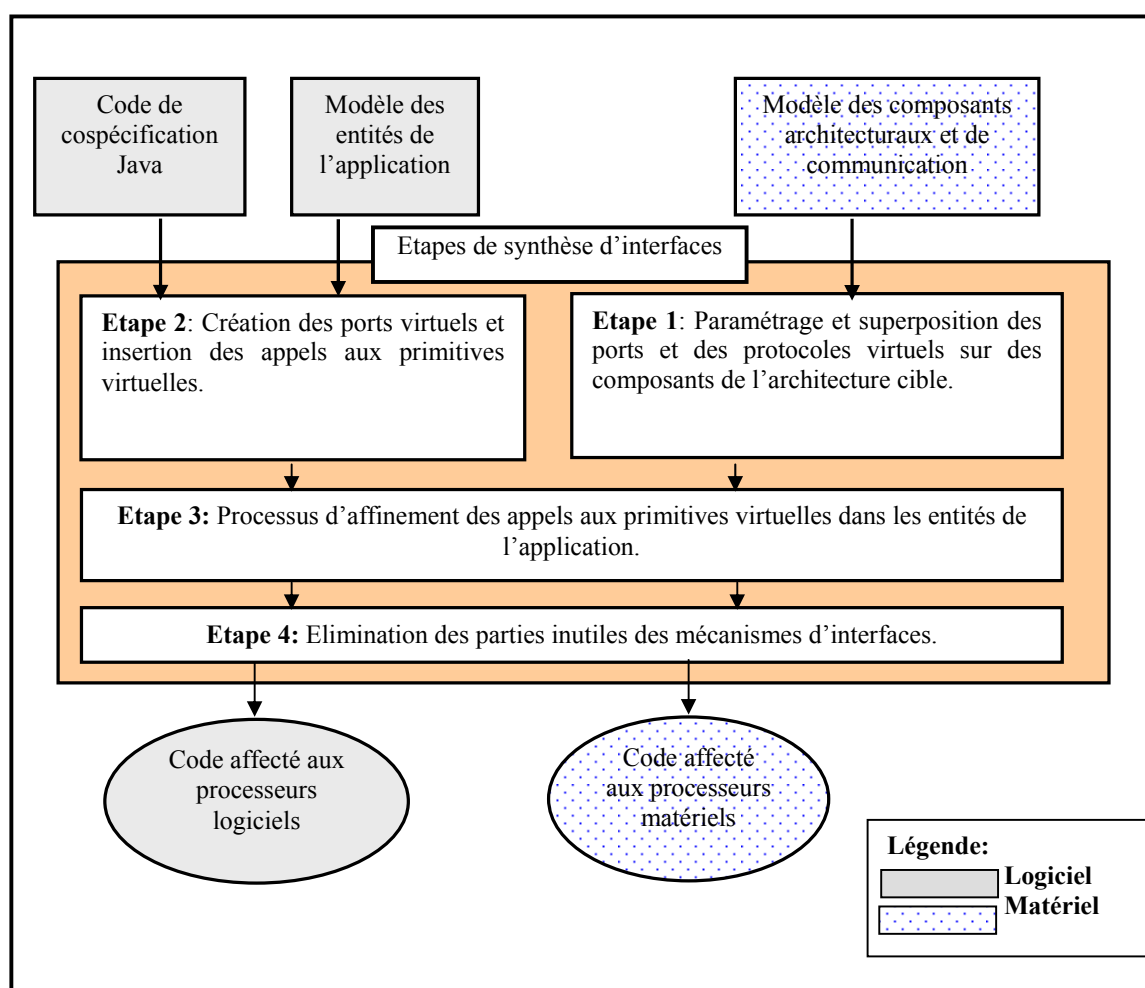 Code de
cospécification
Java
Modèle des
entités de
l’application
Modèle des composants
architecturaux et de
communication
Etapes de synthèse d’interfaces
Etape 2: Création des ports virtuels et
insertion des appels aux primitives
virtuelles.
Etape 1: Paramétrage et superposition des
ports et des protocoles virtuels sur des
composants de l’architecture cible.
Etape 3: Processus d’affinement des appels aux primitives virtuelles dans les entités de
l’application.
Etape 4: Elimination des parties inutiles des mécanismes d’interfaces.
Code affecté aux
processeurs
logiciels
Code affecté
aux processeurs
matériels
Légende:
Logiciel
Matériel